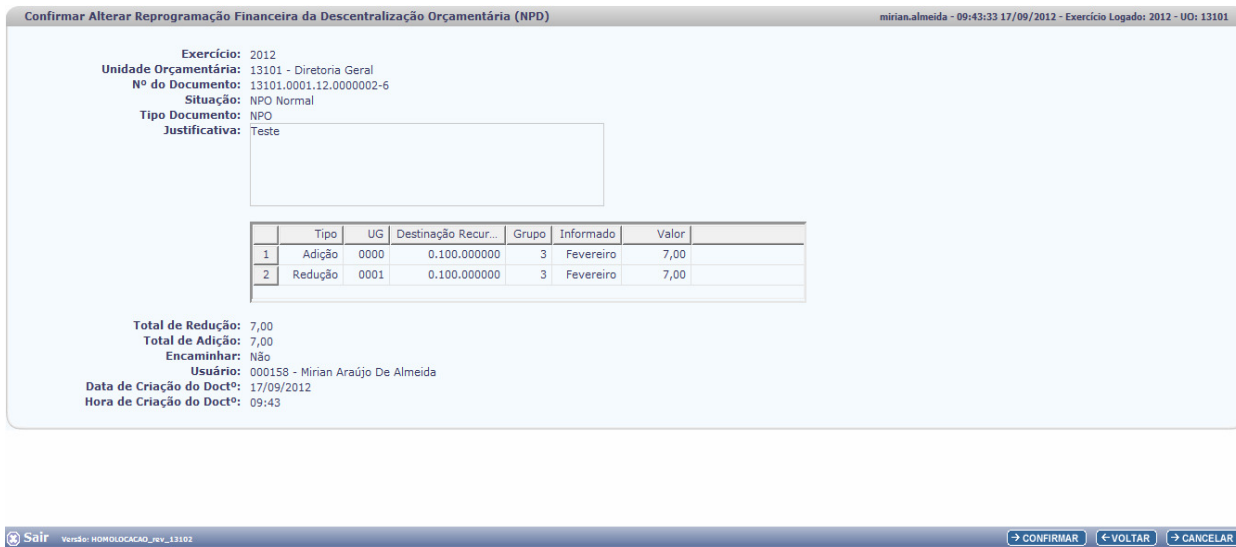 Confirmar Alterar Reprogramação Financeira da Descentralização Orçamentária (NPD) mirian.almeida - 09:43:33 17/09/2012 - Exercício Logado: 2012 - UO: 13101
Exercício: 2012
Unidade Orçamentária: 13101 - Diretoria Geral
Nº do Documento: 13101.0001.12.0000002-6
Situação: NPO Normal
Tipo Documento: NPO
Justificativa: Teste
Tipo UG Destinação Recur... Grupo Informado Valor
1 Adição 0000 0.100.000000 3 Fevereiro 7,00
2 Redução 0001 0.100.000000 3 Fevereiro 7,00
Total de Redução: 7,00
Total de Adição: 7,00
Encaminhar: Não
Usuário: 000158 - Mirian Araújo De Almeida
Data de Criação do Doctº: 17/09/2012
Hora de Criação do Doctº: 09:43
Sair Versão: HOMOLOCACAO_rev_13102 CONFIRMAR VOLTAR CANCELAR